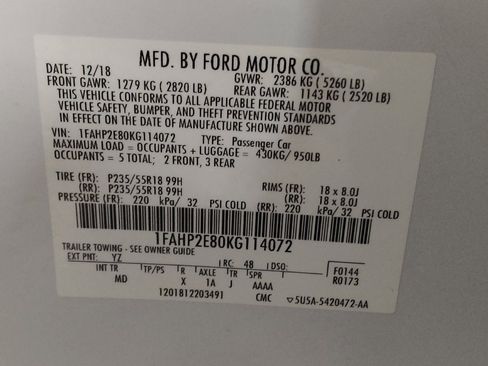 MFD. BY FORD MOTOR CO.
DATE: 12/18 GVWR: 2386 KG ( 5260 LB)
FRONT GAWR: 1279 KG ( 2820 LB) REAR GAWR: 1143 KG ( 2520 LB)
THIS VEHICLE CONFORMS TO ALL APPLICABLE FEDERAL MOTOR
VEHICLE SAFETY, BUMPER, AND THEFT PREVENTION STANDARDS
IN EFFECT ON THE DATE OF MANUFACTURE SHOWN ABOVE.
VIN: 1FAHP2E80KG114072 TYPE: Passenger Car
MAXIMUM LOAD = OCCUPANTS + LUGGAGE = 430KG/ 950LB
OCCUPANTS = 5 TOTAL; 2 FRONT, 3 REAR
TIRE (FR): P235/55R18 99H RIMS (FR): 18 x 8.0J
(RR): P235/55R18 99H (RR): 18 x 8.0J
PRESSURE (FR): 220 kPa/ 32 PSI COLD (RR): 220 kPa/ 32 PSI COLD
1FAHP2E80KG114072
TRAILER TOWING - SEE OWNER GUIDE
EXT PNT: YZ RC: 48 DSO: F0144
INT TR TP/PS R AXLE TR SPR R0173
MD X 1A J AAAA
1201812203491 CMC ▽5U5A-5420472-AA